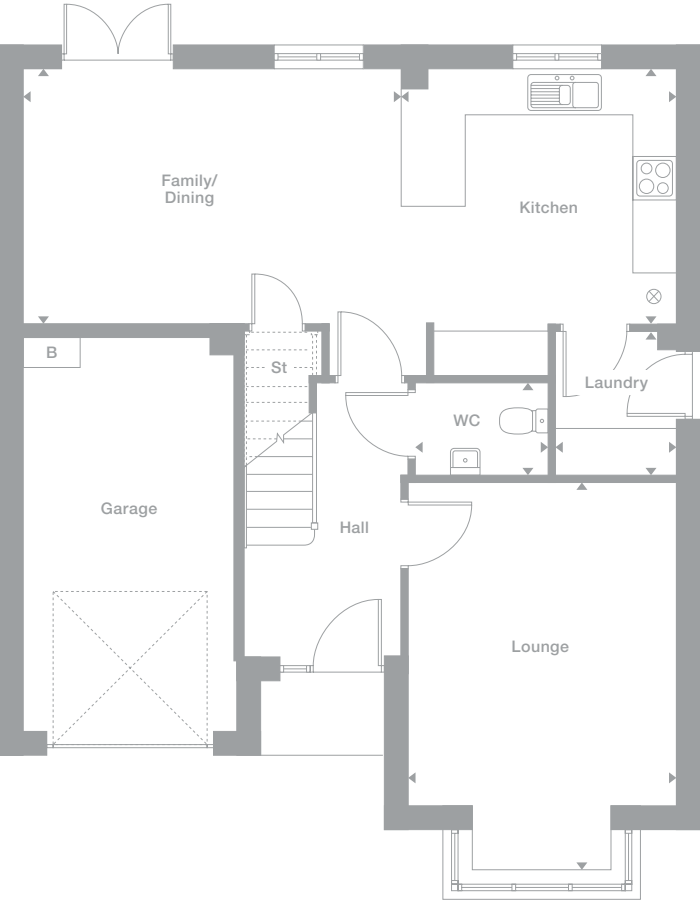 Family/
Dining
Kitchen
B
St
Laundry
WC
Garage
Hall
Lounge